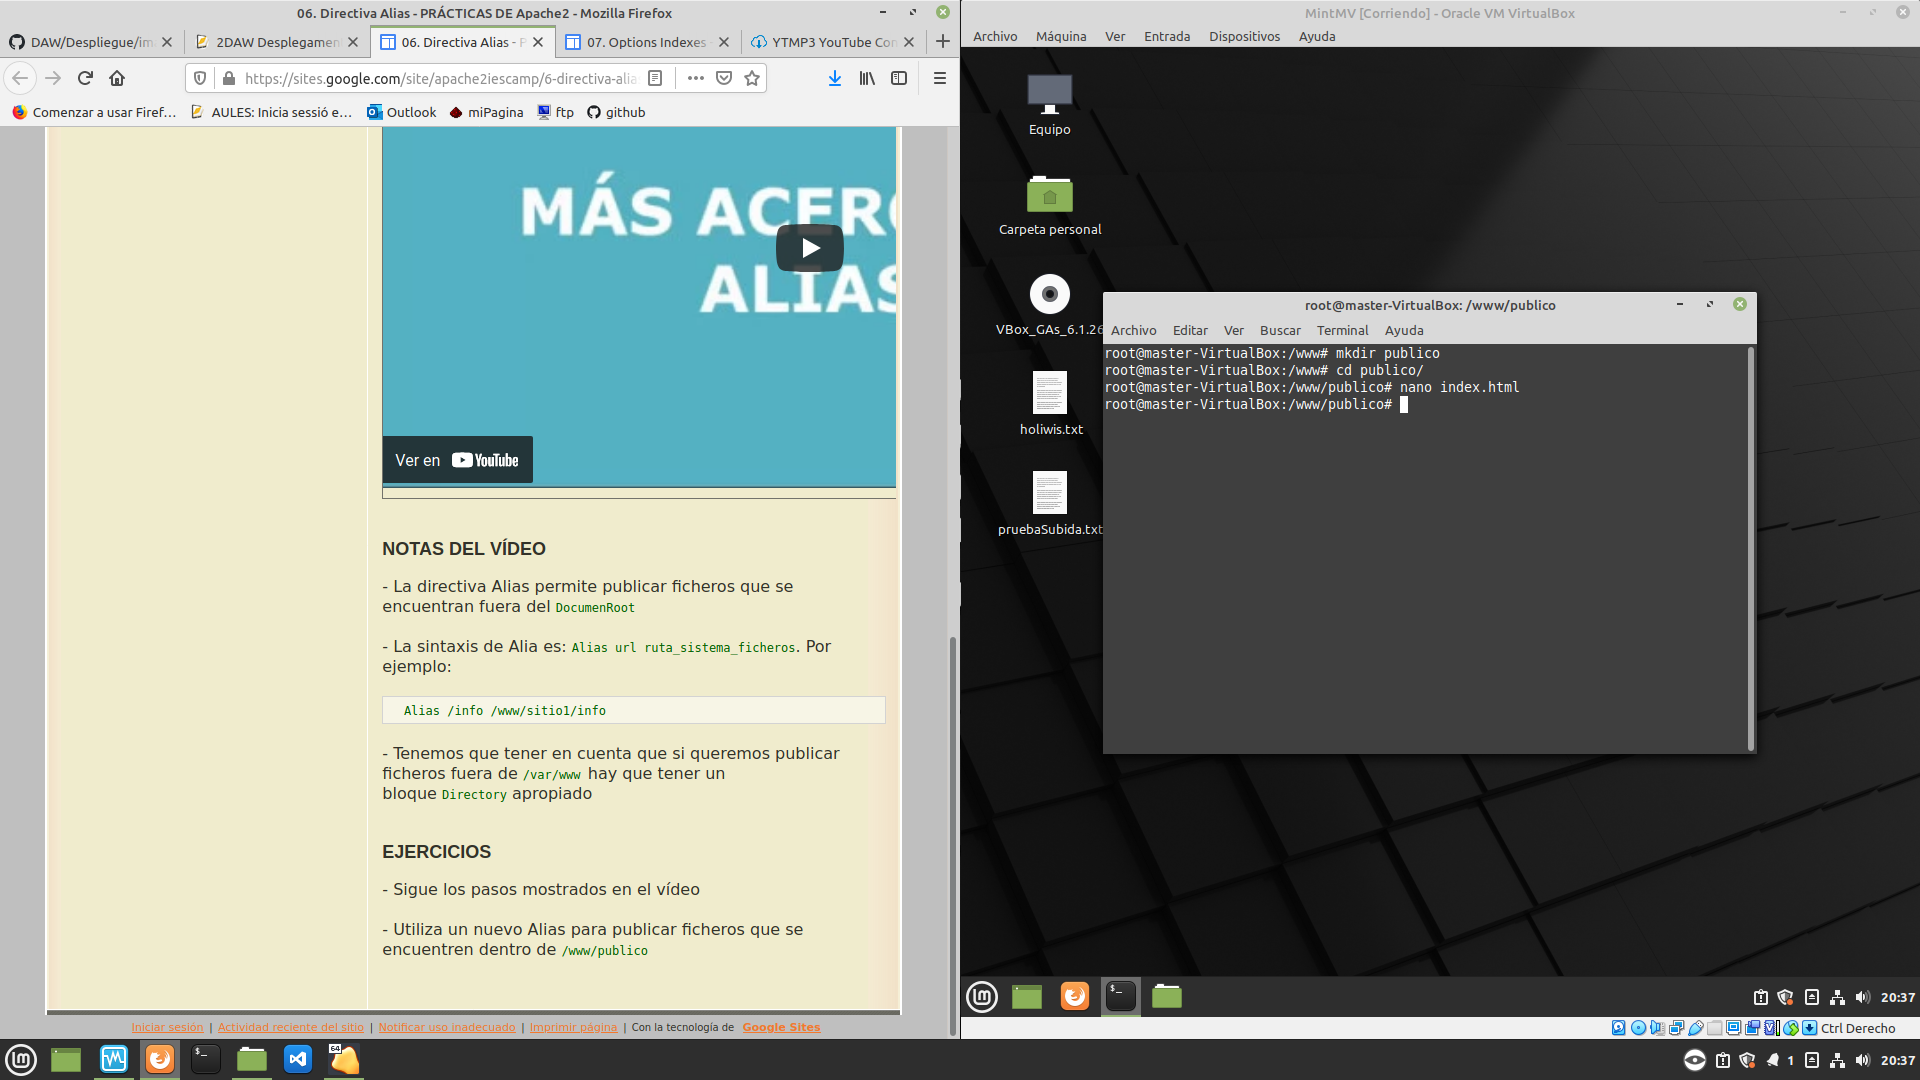 06. Directiva Alias - PRÁCTICAS DE Apache2 - Mozilla Firefox
DAW/Despliegue/im
2DAW Desplegamen
06. Directiva Alias - P
07. Options Indexes
YTMP3 YouTube Con
https://sites.google.com/site/apache2iescamp/6-directiva-alia
Comenzar a usar Firef…
AULES: Inicia sessió e…
Outlook
miPagina
ftp
github
MÁS ACERC
ALIAS
Ver en YouTube
NOTAS DEL VÍDEO
- La directiva Alias permite publicar ficheros que se
encuentran fuera del DocumenRoot
- La sintaxis de Alia es: Alias url ruta_sistema_ficheros. Por
ejemplo:
Alias /info /www/sitio1/info
- Tenemos que tener en cuenta que si queremos publicar
ficheros fuera de /var/www hay que tener un
bloque Directory apropiado
EJERCICIOS
- Sigue los pasos mostrados en el vídeo
- Utiliza un nuevo Alias para publicar ficheros que se
encuentren dentro de /www/publico
Iniciar sesión | Actividad reciente del sitio | Notificar uso inadecuado | Imprimir página | Con la tecnología de Google Sites
MintMV [Corriendo] - Oracle VM VirtualBox
Archivo Máquina Ver Entrada Dispositivos Ayuda
Equipo
Carpeta personal
VBox_GAs_6.1.26
holiwis.txt
pruebaSubida.txt
root@master-VirtualBox: /www/publico
Archivo Editar Ver Buscar Terminal Ayuda
root@master-VirtualBox:/www# mkdir publico
root@master-VirtualBox:/www# cd publico/
root@master-VirtualBox:/www/publico# nano index.html
root@master-VirtualBox:/www/publico#
20:37
Ctrl Derecho
64
1
20:37